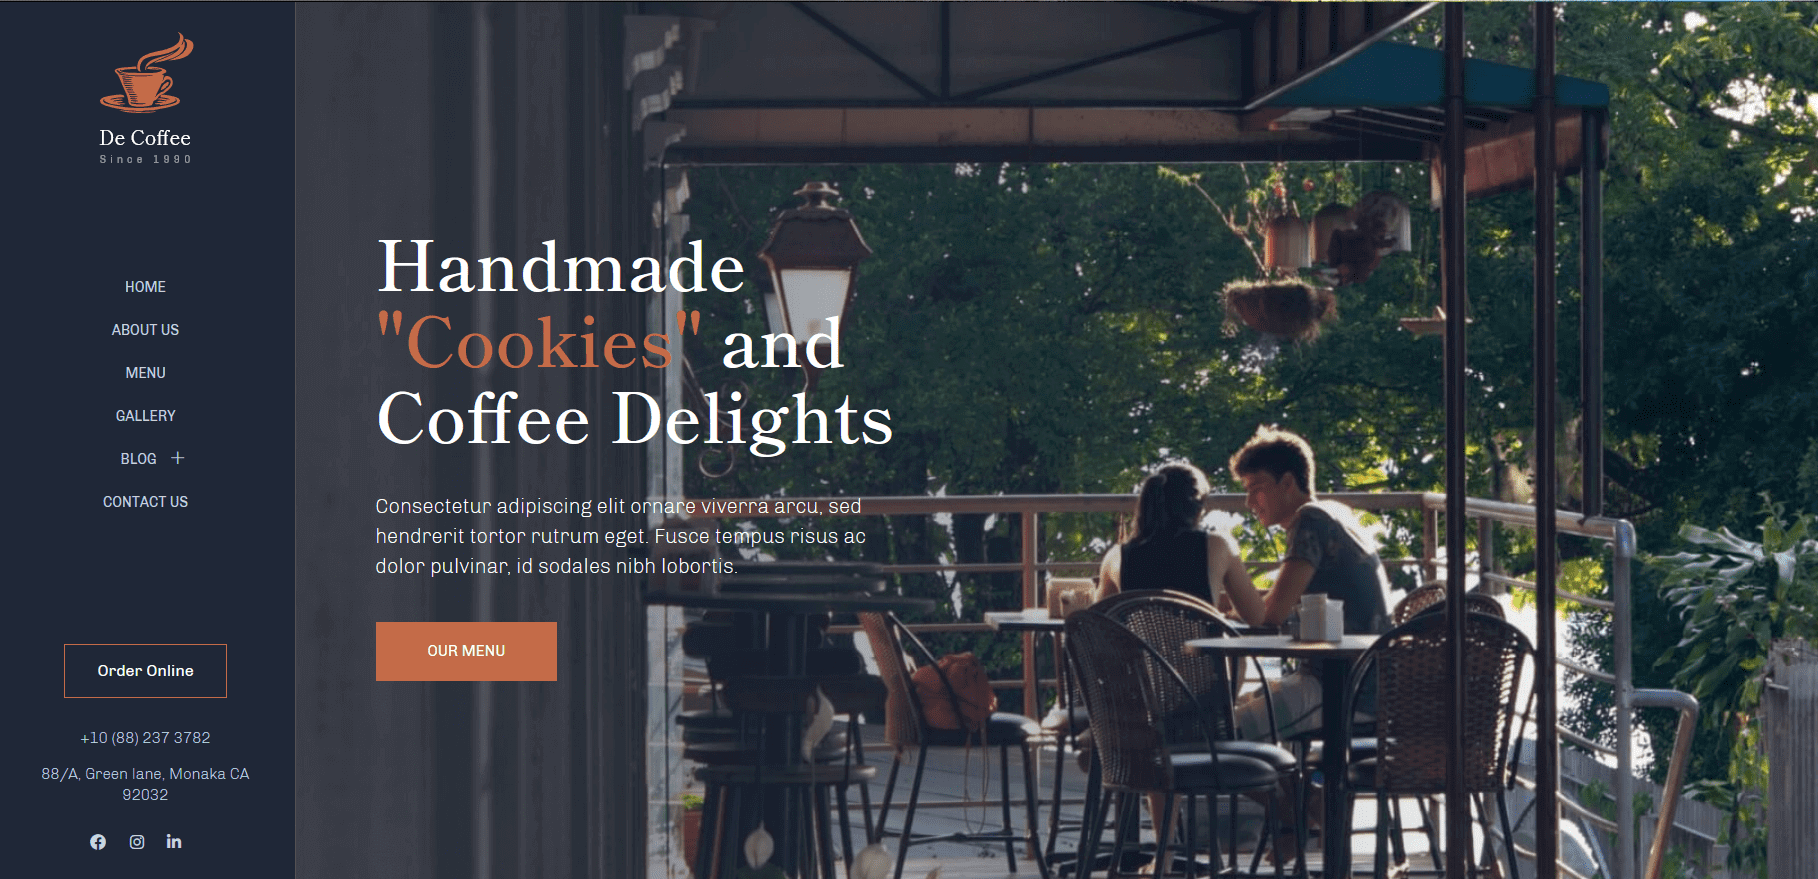 De Coffee
Since 1990
HOME
ABOUT US
MENU
GALLERY
BLOG +
CONTACT US
Order Online
+10 (88) 237 3782
88/A, Green lane, Monaka CA
92032
Handmade
"Cookies" and
Coffee Delights
Consectetur adipiscing elit ornare viverra arcu, sed
hendrerit tortor rutrum eget. Fusce tempus risus ac
dolor pulvinar, id sodales nibh lobortis.
OUR MENU